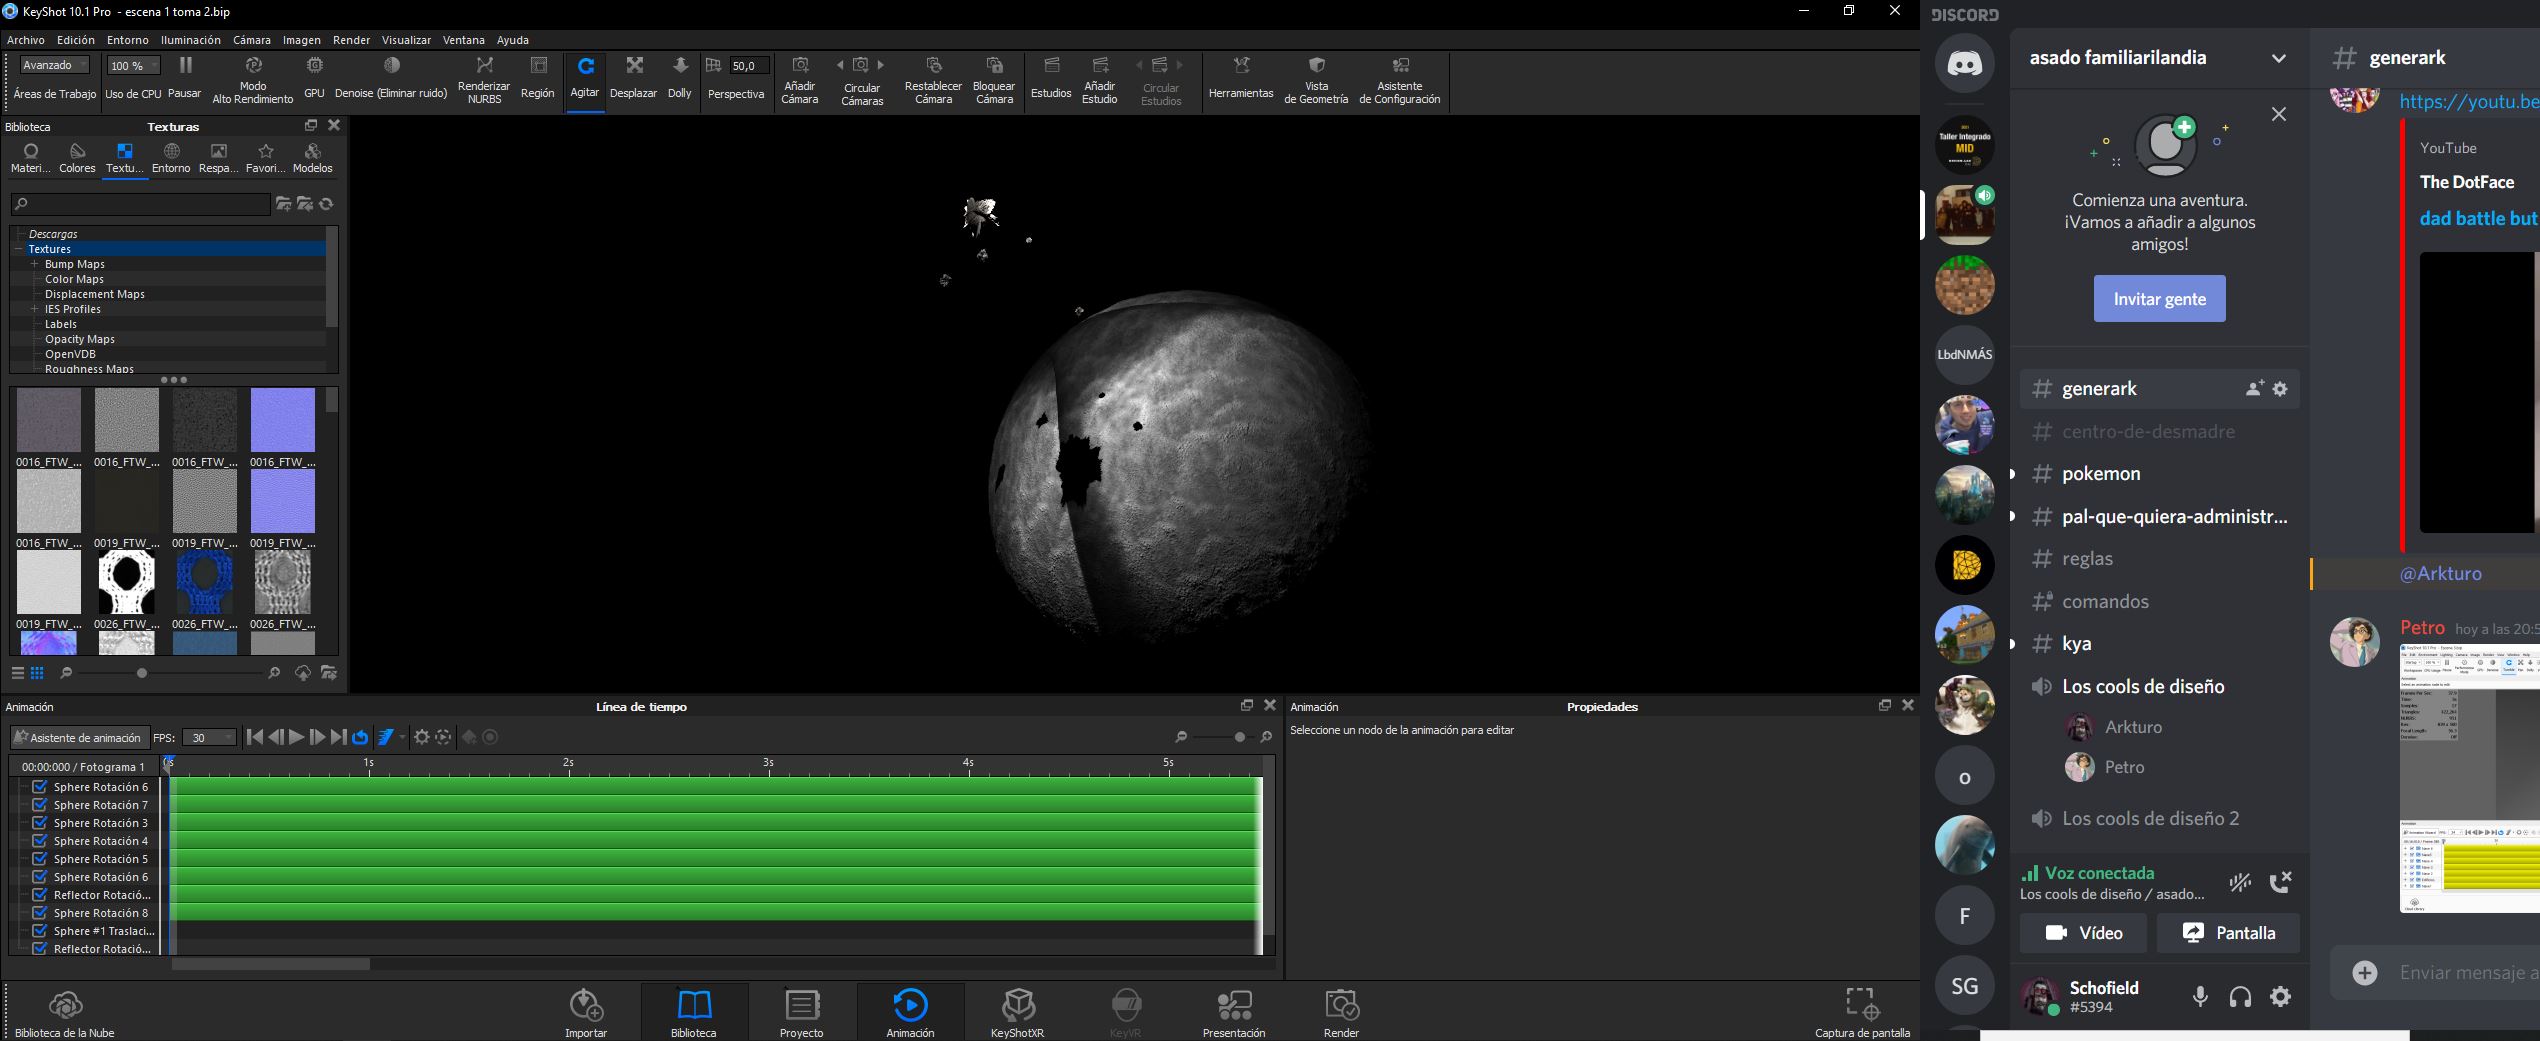 KeyShot 10.1 Pro - escena 1 toma 2.bip
Archivo Edición Entorno Iluminación Cámara Imagen Render Visualizar Ventana Ayuda
Avanzado
Áreas de Trabajo
100 %
Uso de CPU
Pausar
Modo
Alto Rendimiento
GPU
Denoise (Eliminar ruido)
Renderizar
NURBS
Región
Agitar
Desplazar
Dolly
50,0
Perspectiva
Añadir
Cámara
Circular
Cámaras
Restablecer
Cámara
Bloquear
Cámara
Estudios
Añadir
Estudio
Circular
Estudios
Herramientas
Vista
de Geometría
Asistente
de Configuración
Biblioteca
Texturas
Materi... Colores Textu... Entorno Respa... Favori... Modelos
Descargas
Textures
Bump Maps
Color Maps
Displacement Maps
IES Profiles
Labels
Opacity Maps
OpenVDB
Roughness Maps
0016_FTW_... 0016_FTW_... 0016_FTW_... 0016_FTW_...
0016_FTW_... 0019_FTW_... 0019_FTW_... 0019_FTW_...
0019_FTW_... 0026_FTW_... 0026_FTW_... 0026_FTW_...
Animación
Línea de tiempo
Asistente de animación FPS: 30
00:00:000 / Fotograma 1
0s 1s 2s 3s 4s 5s
Sphere Rotación 6
Sphere Rotación 7
Sphere Rotación 3
Sphere Rotación 4
Sphere Rotación 5
Sphere Rotación 6
Reflector Rotació...
Sphere Rotación 8
Sphere #1 Traslaci...
Reflector Rotació...
Animación
Propiedades
Seleccione un nodo de la animación para editar
Biblioteca de la Nube
Importar
Biblioteca
Proyecto
Animación
KeyShotXR
KeyVR
Presentación
Render
Captura de pantalla
DISCORD
Taller Integrado
MID
LbdNMÁS
o
F
SG
asado familiarilandia
Comienza una aventura.
¡Vamos a añadir a algunos
amigos!
Invitar gente
# generark
# centro-de-desmadre
# pokemon
# pal-que-quiera-administr...
# reglas
# comandos
# kya
Los cools de diseño
Arkturo
Petro
Los cools de diseño 2
Voz conectada
Los cools de diseño / asado...
Vídeo
Pantalla
Schofield
#5394
# generark
https://youtu.be
YouTube
The DotFace
dad battle but
@Arkturo
Petro hoy a las 20:5
Enviar mensaje a